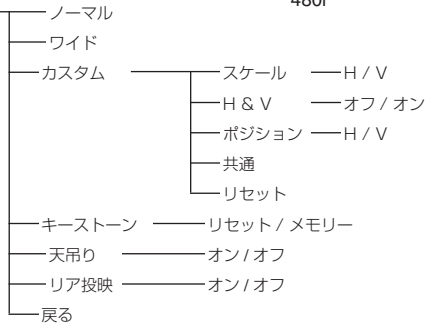 480i
ノーマル
ワイド
カスタム スケール H / V
H & V オフ / オン
ポジション H / V
共通
リセット
キーストーン リセット / メモリー
天吊り オン / オフ
リア投映 オン / オフ
戻る